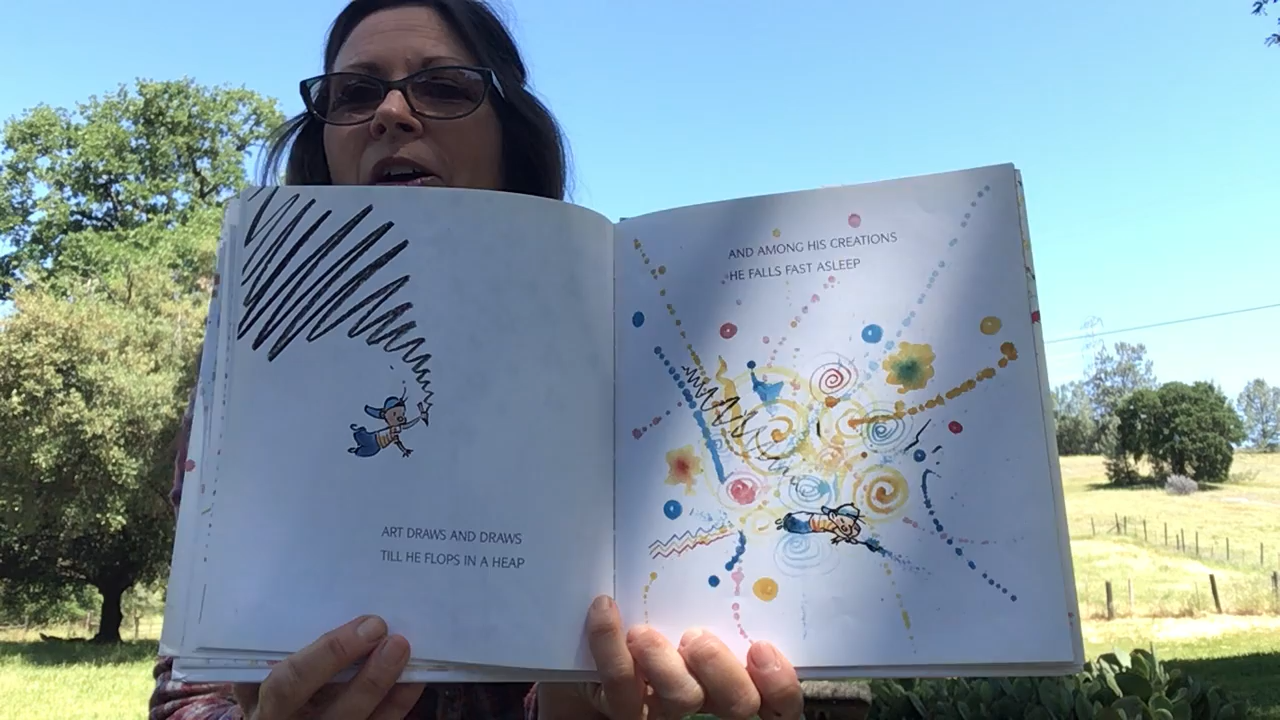 ART DRAWS AND DRAWS
TILL HE FLOPS IN A HEAP
AND AMONG HIS CREATIONS
HE FALLS FAST ASLEEP